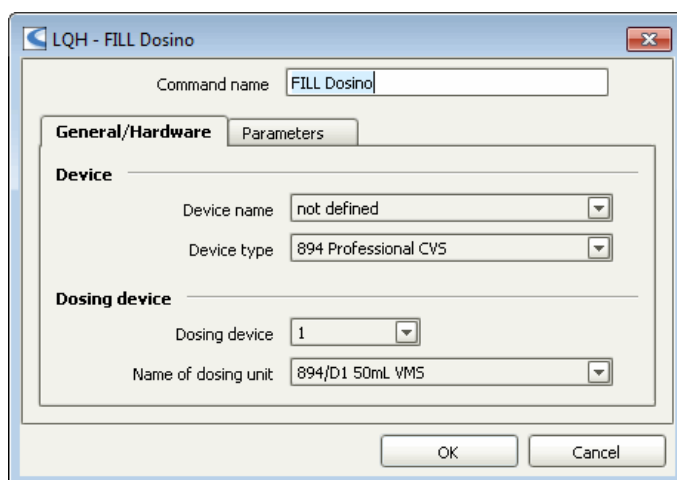 LQH - FILL Dosino
Command name FILL Dosino
General/Hardware Parameters
Device
Device name not defined
Device type 894 Professional CVS
Dosing device
Dosing device 1
Name of dosing unit 894/D1 50mL VMS
OK Cancel